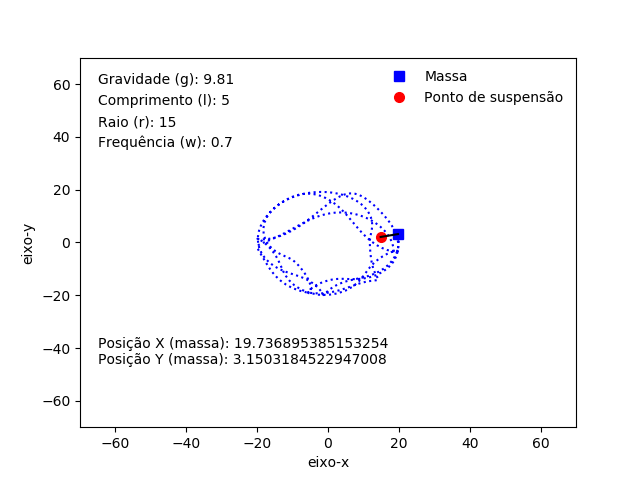 Gravidade (g): 9.81
Comprimento (l): 5
Raio (r): 15
Frequência (w): 0.7
Massa
Ponto de suspensão
Posição X (massa): 19.736895385153254
Posição Y (massa): 3.1503184522947008
eixo-y
60
40
20
0
−20
−40
−60
−60
−40
−20
0
20
40
60
eixo-x